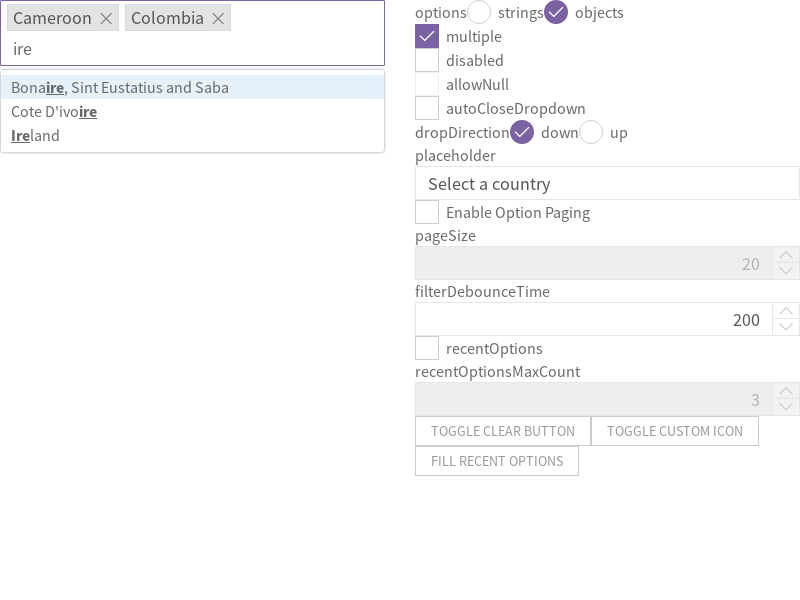 Cameroon
Colombia
ire
Bonaire, Sint Eustatius and Saba
Cote D'ivoire
Ireland
options strings objects
multiple
disabled
allowNull
autoCloseDropdown
dropDirection down up
placeholder
Select a country
Enable Option Paging
pageSize
20
filterDebounceTime
200
recentOptions
recentOptionsMaxCount
3
TOGGLE CLEAR BUTTON TOGGLE CUSTOM ICON
FILL RECENT OPTIONS